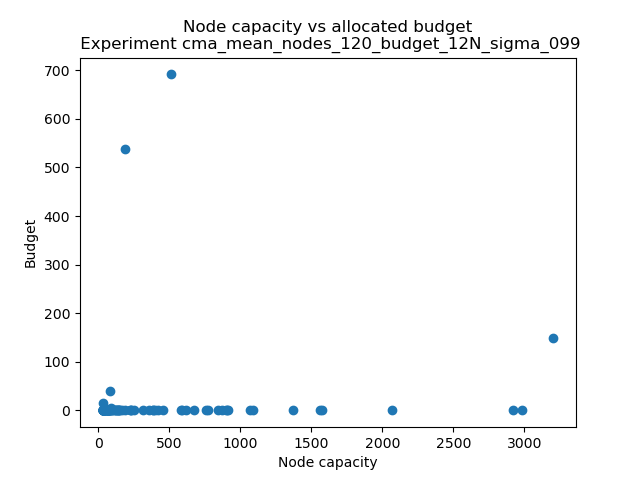 Node capacity vs allocated budget
Experiment cma_mean_nodes_120_budget_12N_sigma_099
700
600
500
400
300
200
100
0
Budget
0 500 1000 1500 2000 2500 3000
Node capacity